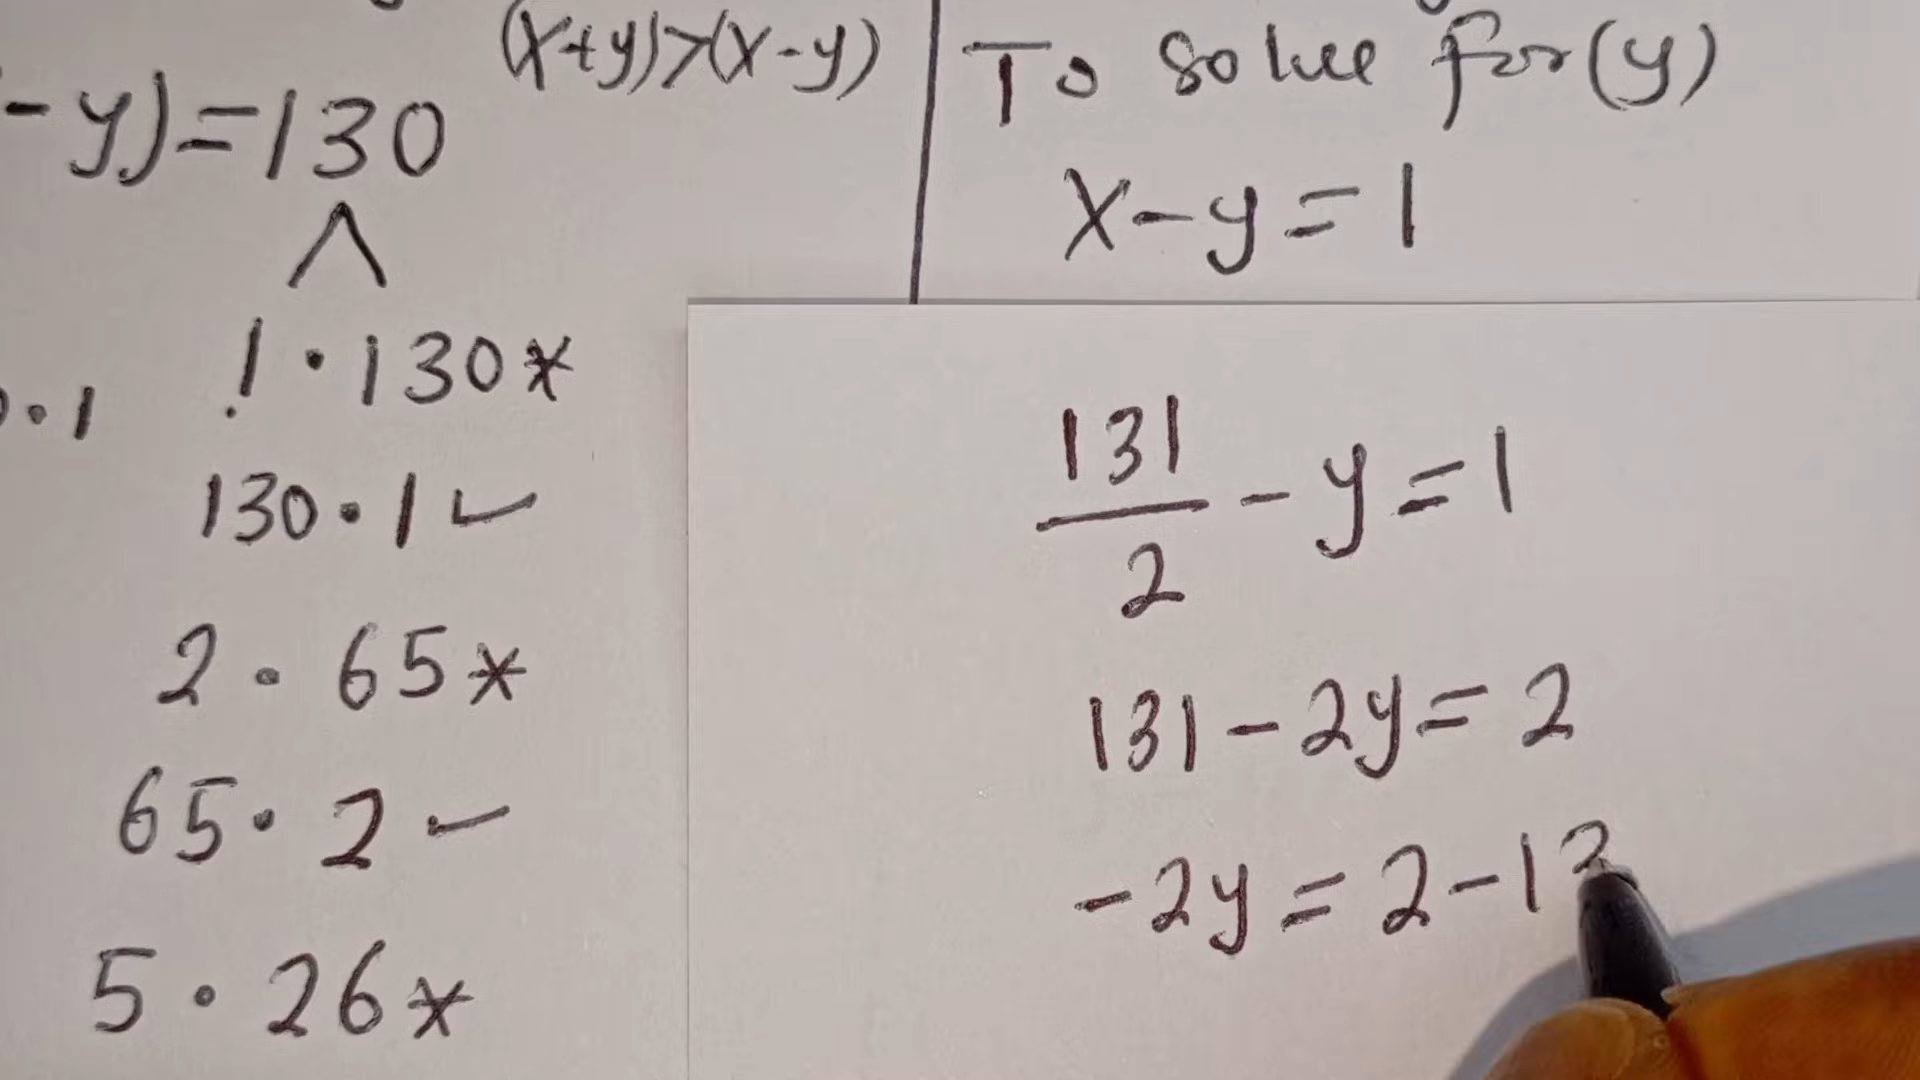 (x+y)>(x-y)
-y)=130
1·130*
·1
130·1✓
2·65*
65·2✓
5·26*
To solve for(y)
x-y=1
131/2-y=1
131-2y=2
-2y=2-13